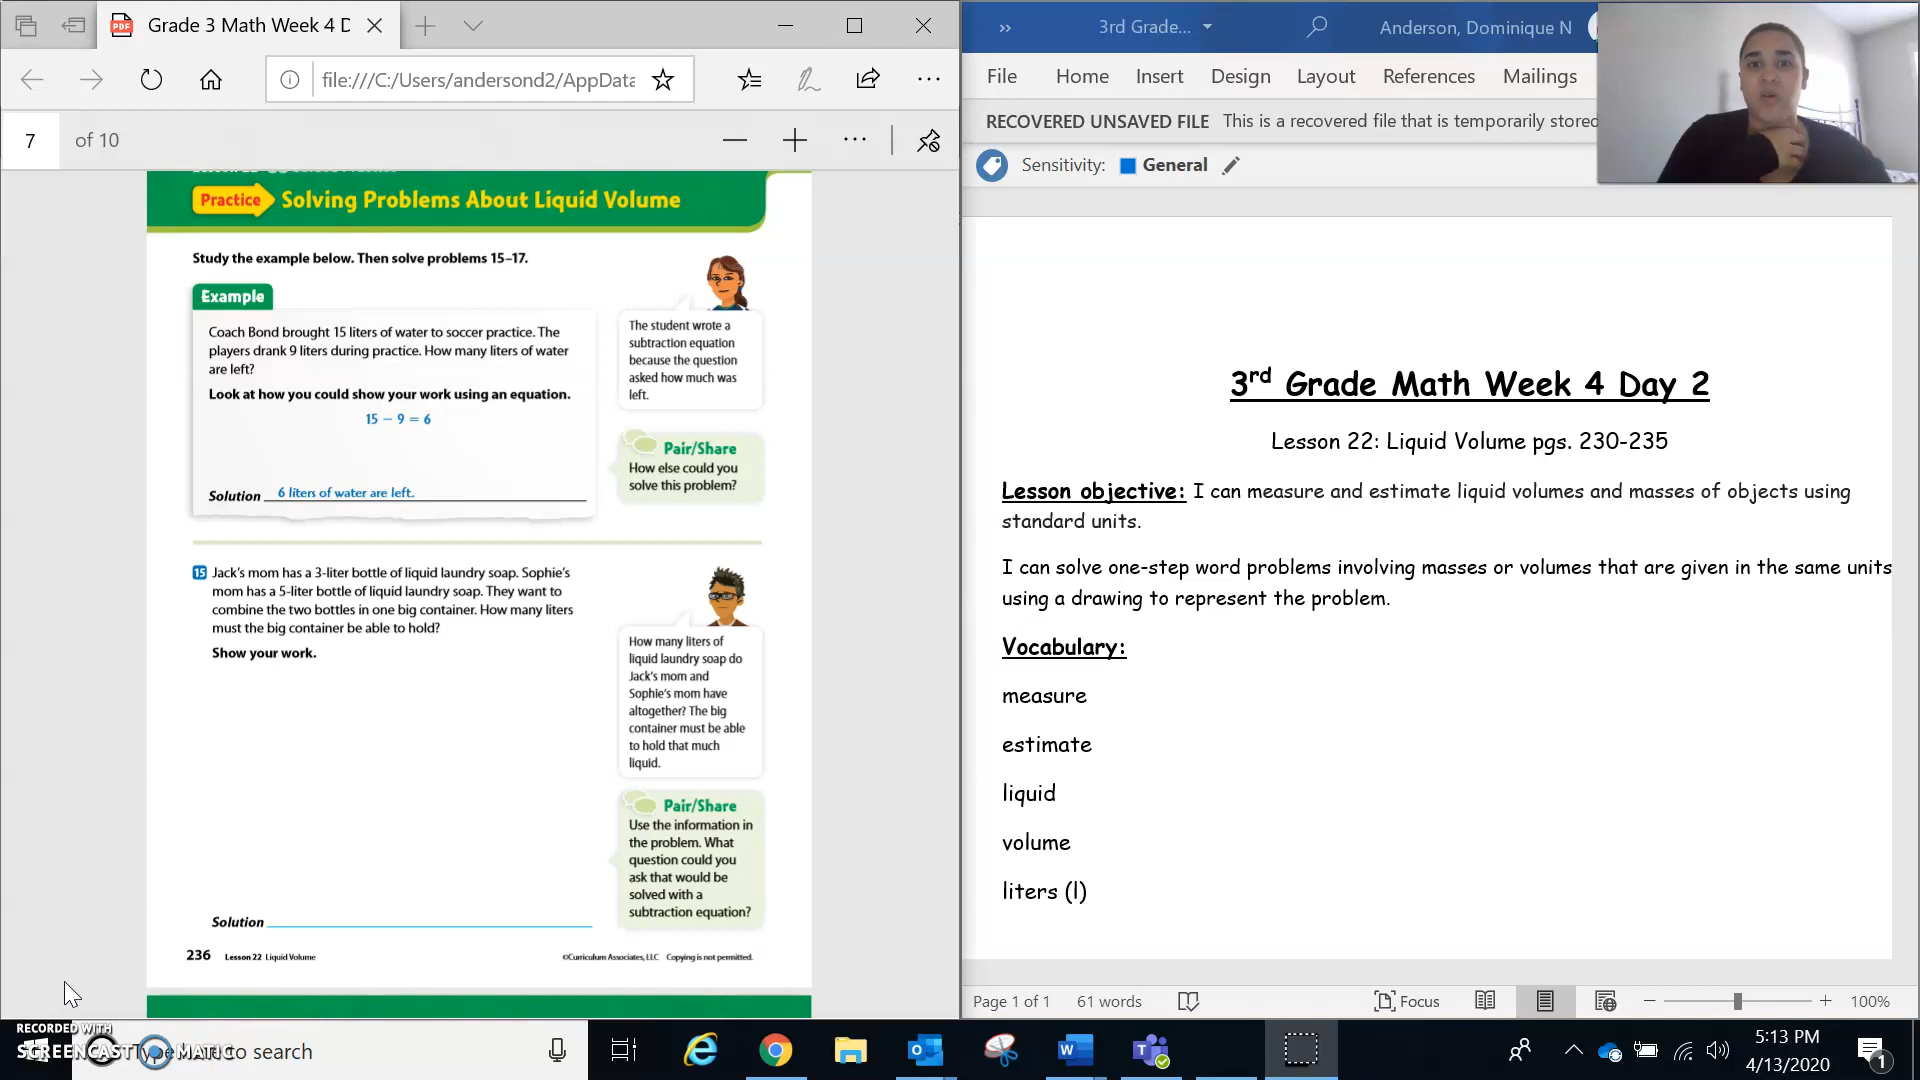 Grade 3 Math Week 4 D
file:///C:/Users/andersond2/AppData
7 of 10
Practice Solving Problems About Liquid Volume
Study the example below. Then solve problems 15–17.
Example
Coach Bond brought 15 liters of water to soccer practice. The
players drank 9 liters during practice. How many liters of water
are left?
Look at how you could show your work using an equation.
15 − 9 = 6
Solution 6 liters of water are left.
The student wrote a
subtraction equation
because the question
asked how much was
left.
Pair/Share
How else could you
solve this problem?
15 Jack's mom has a 3-liter bottle of liquid laundry soap. Sophie's
mom has a 5-liter bottle of liquid laundry soap. They want to
combine the two bottles in one big container. How many liters
must the big container be able to hold?
Show your work.
How many liters of
liquid laundry soap do
Jack's mom and
Sophie's mom have
altogether? The big
container must be able
to hold that much
liquid.
Pair/Share
Use the information in
the problem. What
question could you
ask that would be
solved with a
subtraction equation?
Solution
236 Lesson 22 Liquid Volume ©Curriculum Associates, LLC Copying is not permitted.
3rd Grade... Anderson, Dominique N
File Home Insert Design Layout References Mailings
RECOVERED UNSAVED FILE This is a recovered file that is temporarily stored
Sensitivity: General
3rd Grade Math Week 4 Day 2
Lesson 22: Liquid Volume pgs. 230-235
Lesson objective: I can measure and estimate liquid volumes and masses of objects using
standard units.
I can solve one-step word problems involving masses or volumes that are given in the same units
using a drawing to represent the problem.
Vocabulary:
measure
estimate
liquid
volume
liters (l)
Page 1 of 1 61 words Focus 100%
RECORDED WITH
SCREENCAST MATIC
to search
5:13 PM
4/13/2020
1